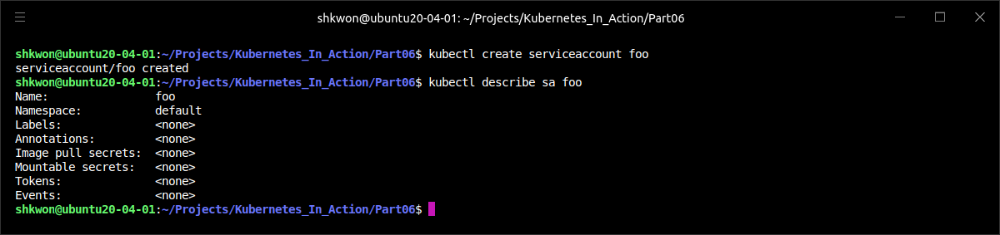 shkwon@ubuntu20-04-01: ~/Projects/Kubernetes_In_Action/Part06
shkwon@ubuntu20-04-01:~/Projects/Kubernetes_In_Action/Part06$ kubectl create serviceaccount foo
serviceaccount/foo created
shkwon@ubuntu20-04-01:~/Projects/Kubernetes_In_Action/Part06$ kubectl describe sa foo
Name:                foo
Namespace:           default
Labels:              <none>
Annotations:         <none>
Image pull secrets:  <none>
Mountable secrets:   <none>
Tokens:              <none>
Events:              <none>
shkwon@ubuntu20-04-01:~/Projects/Kubernetes_In_Action/Part06$